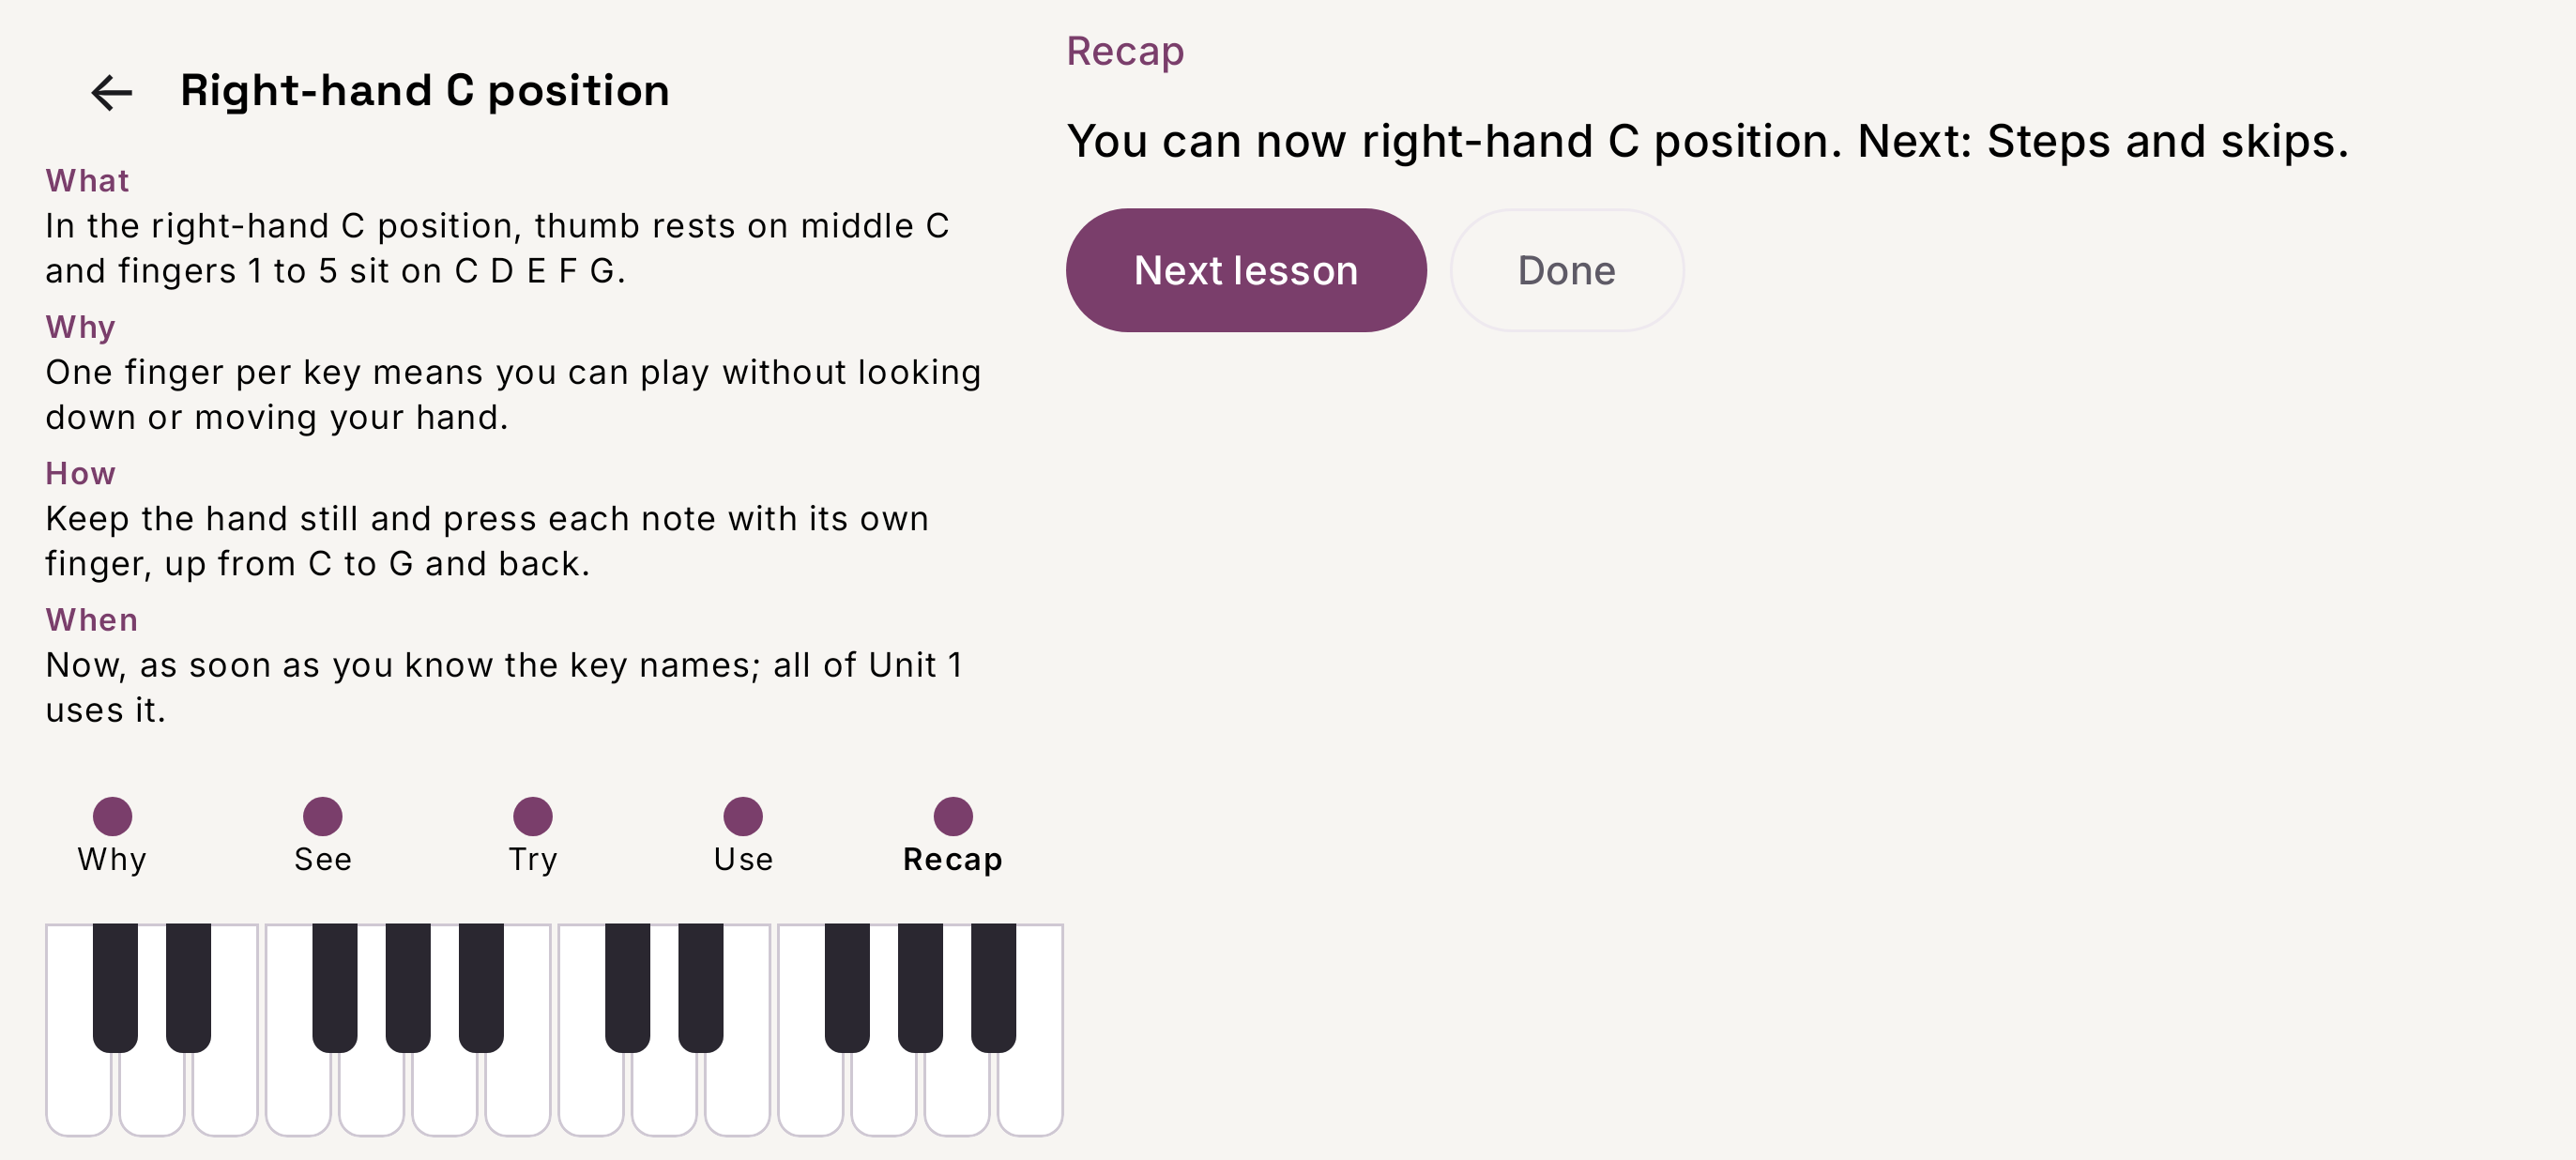 Right-hand C position
What
In the right-hand C position, thumb rests on middle C
and fingers 1 to 5 sit on C D E F G.
Why
One finger per key means you can play without looking
down or moving your hand.
How
Keep the hand still and press each note with its own
finger, up from C to G and back.
When
Now, as soon as you know the key names; all of Unit 1
uses it.
Why
See
Try
Use
Recap
Recap
You can now right-hand C position. Next: Steps and skips.
Next lesson
Done